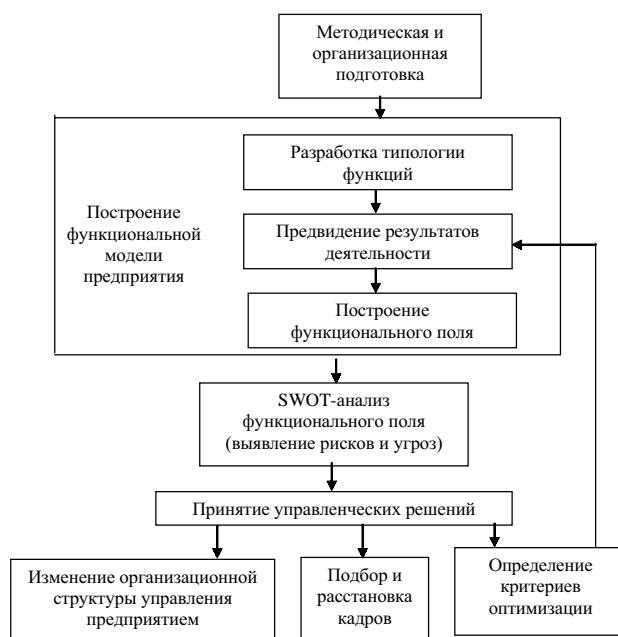 Методическая и
организационная
подготовка
Разработка типологии
функций
Построение
функциональной
модели
предприятия
Предвидение результатов
деятельности
Построение
функционального поля
SWOT-анализ
функционального поля
(выявление рисков и угроз)
Принятие управленческих решений
Изменение организационной
структуры управления
предприятием
Подбор и
расстановка
кадров
Определение
критериев
оптимизации